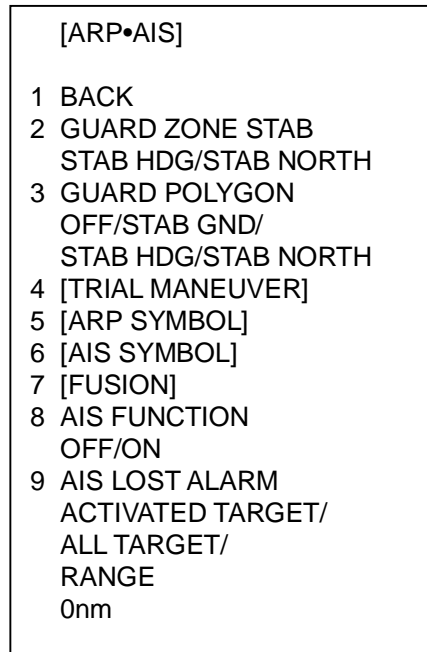 [ARP•AIS]
1 BACK
2 GUARD ZONE STAB
STAB HDG/STAB NORTH
3 GUARD POLYGON
OFF/STAB GND/
STAB HDG/STAB NORTH
4 [TRIAL MANEUVER]
5 [ARP SYMBOL]
6 [AIS SYMBOL]
7 [FUSION]
8 AIS FUNCTION
OFF/ON
9 AIS LOST ALARM
ACTIVATED TARGET/
ALL TARGET/
RANGE
0nm